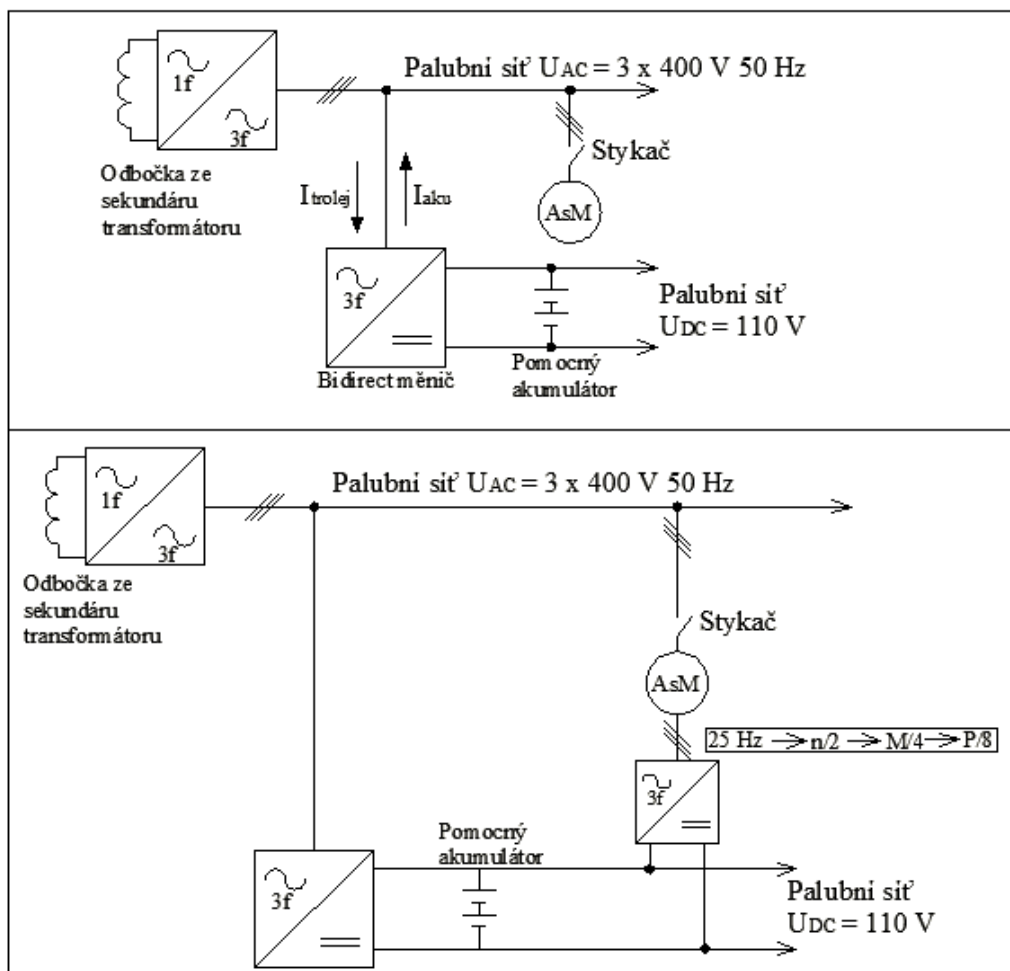 Palubní síť UAC = 3 x 400 V 50 Hz
1f
3f
Stykač
Odbočka ze
sekundáru
transformátoru
Itrolej
Iaku
AsM
3f
Palubní síť
UDC = 110 V
Bidirect měnič
Pomocný
akumulátor
1f
3f
Palubní síť UAC = 3 x 400 V 50 Hz
Odbočka ze
sekundáru
transformátoru
Stykač
AsM
25 Hz → n/2 → M/4 → P/8
3f
Pomocný
akumulátor
3f
Palubní síť
UDC = 110 V